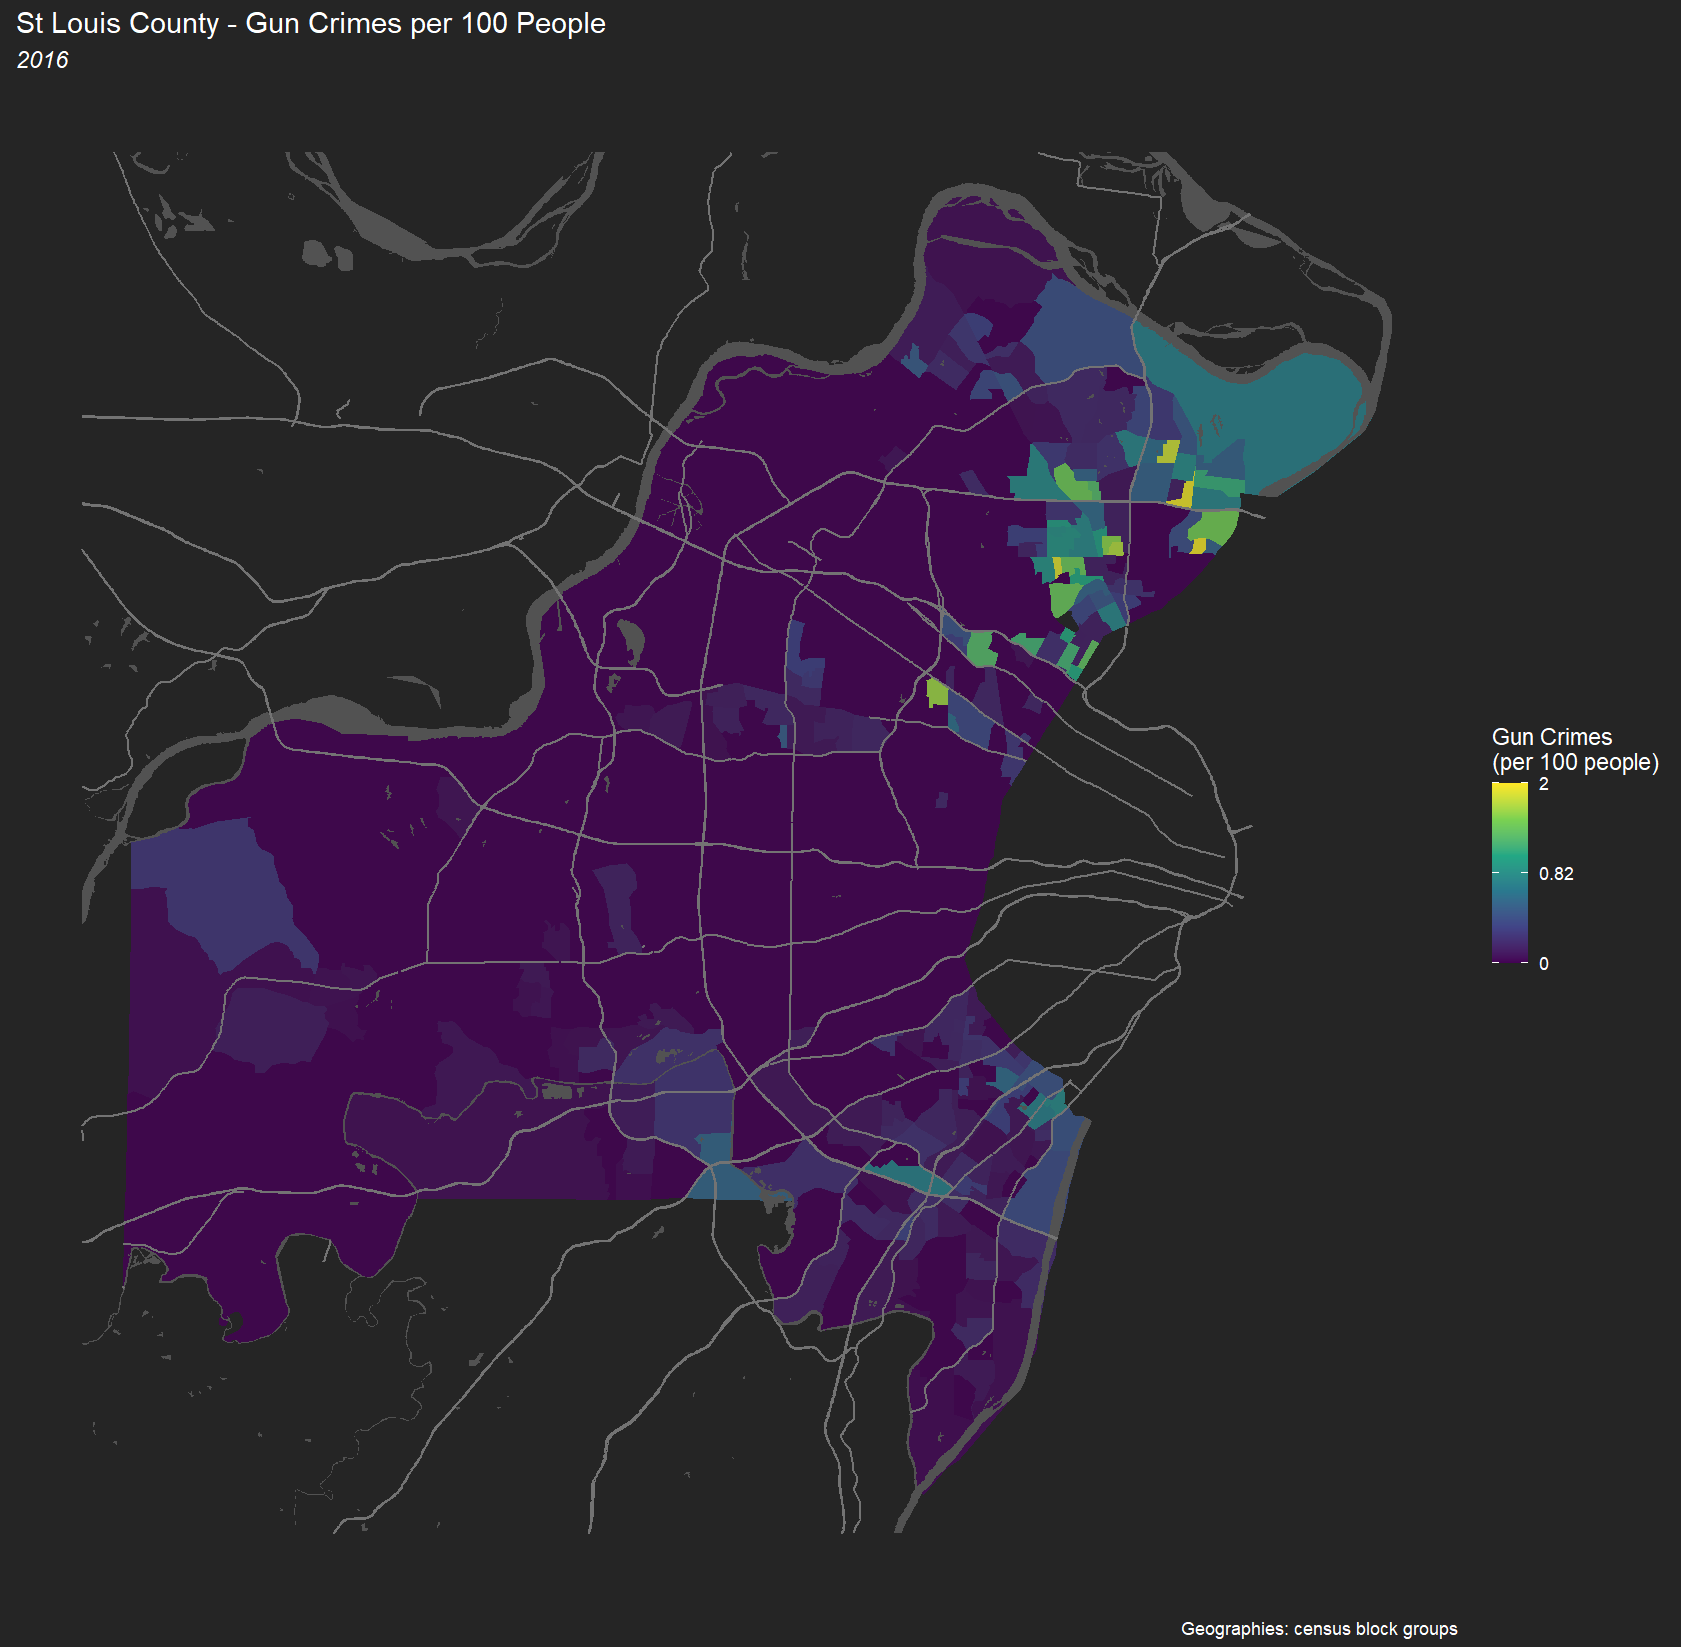 St Louis County - Gun Crimes per 100 People
2016
Gun Crimes
(per 100 people)
2
0.82
0
Geographies: census block groups